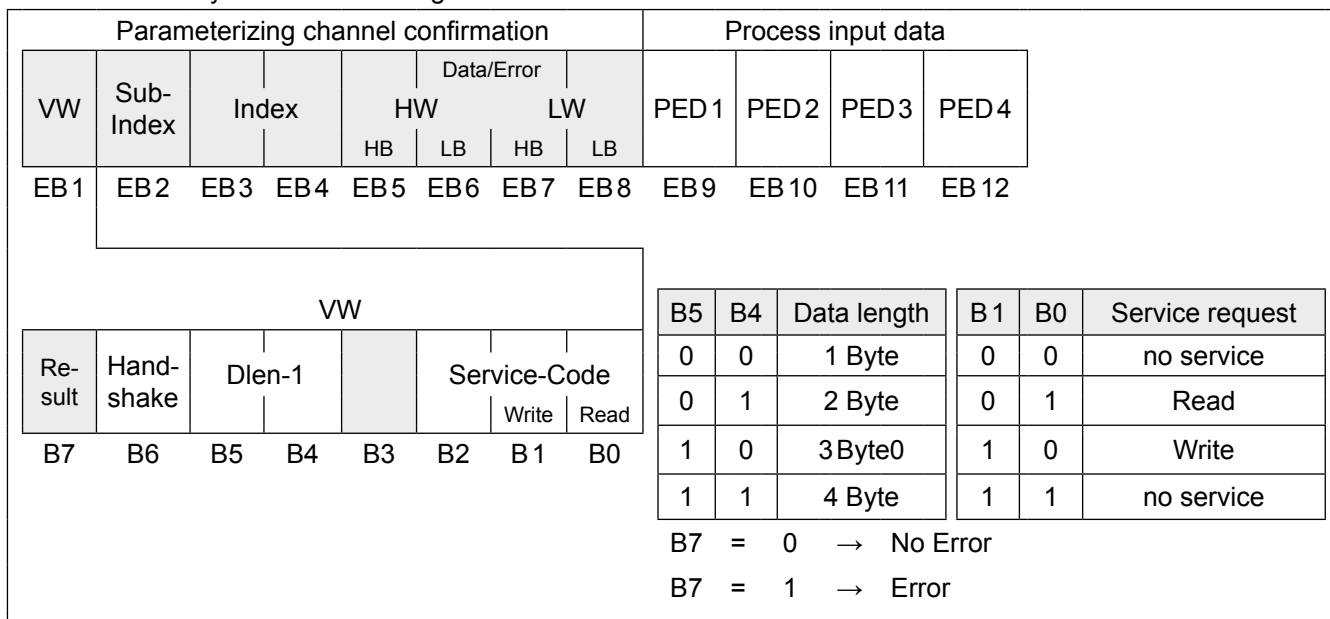 Parameterizing channel confirmation Process input data
VW Sub-Index Index Data/Error HW LW PED1 PED2 PED3 PED4
HB LB HB LB
EB1 EB2 EB3 EB4 EB5 EB6 EB7 EB8 EB9 EB10 EB11 EB12
VW
Re-sult Hand-shake Dlen-1 Service-Code
Write Read
B7 B6 B5 B4 B3 B2 B1 B0
B5 B4 Data length B1 B0 Service request
0 0 1 Byte 0 0 no service
0 1 2 Byte 0 1 Read
1 0 3Byte0 1 0 Write
1 1 4 Byte 1 1 no service
B7 = 0 → No Error
B7 = 1 → Error